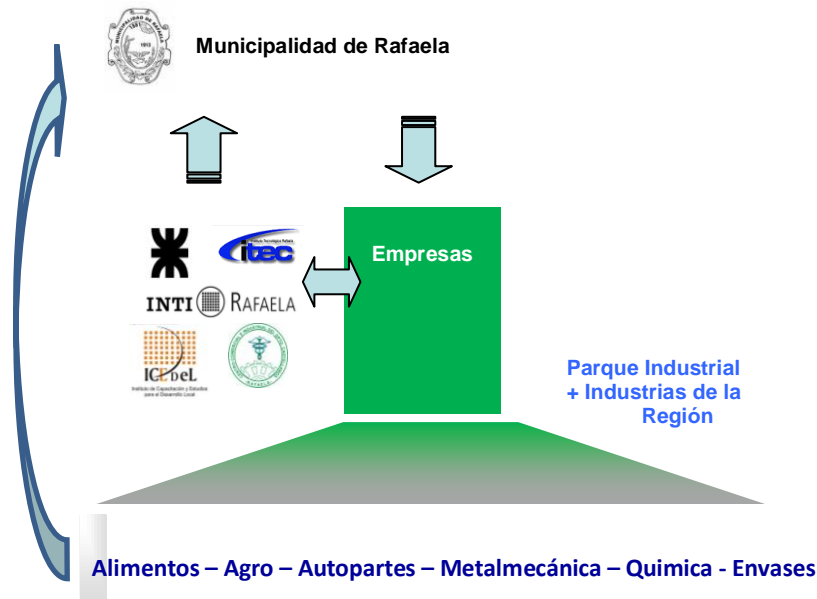 Municipalidad de Rafaela
itec
Empresas
INTI RAFAELA
ICEDeL
Instituto de Capacitación y Estudios
para el Desarrollo Local
Parque Industrial
+ Industrias de la
Región
Alimentos – Agro – Autopartes – Metalmecánica – Quimica - Envases